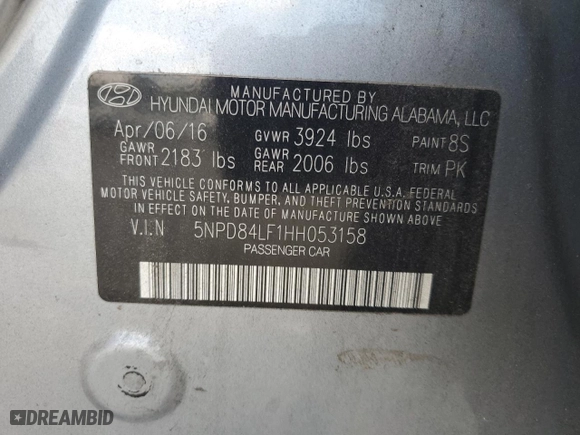 MANUFACTURED BY
HYUNDAI MOTOR MANUFACTURING ALABAMA, LLC
Apr/06/16 GVWR 3924 lbs PAINT 8S
GAWR FRONT 2183 lbs GAWR REAR 2006 lbs TRIM PK
THIS VEHICLE CONFORMS TO ALL APPLICABLE U.S.A. FEDERAL
MOTOR VEHICLE SAFETY, BUMPER, AND THEFT PREVENTION STANDARDS
IN EFFECT ON THE DATE OF MANUFACTURE SHOWN ABOVE.
V.I.N 5NPD84LF1HH053158
PASSENGER CAR
DREAMBID